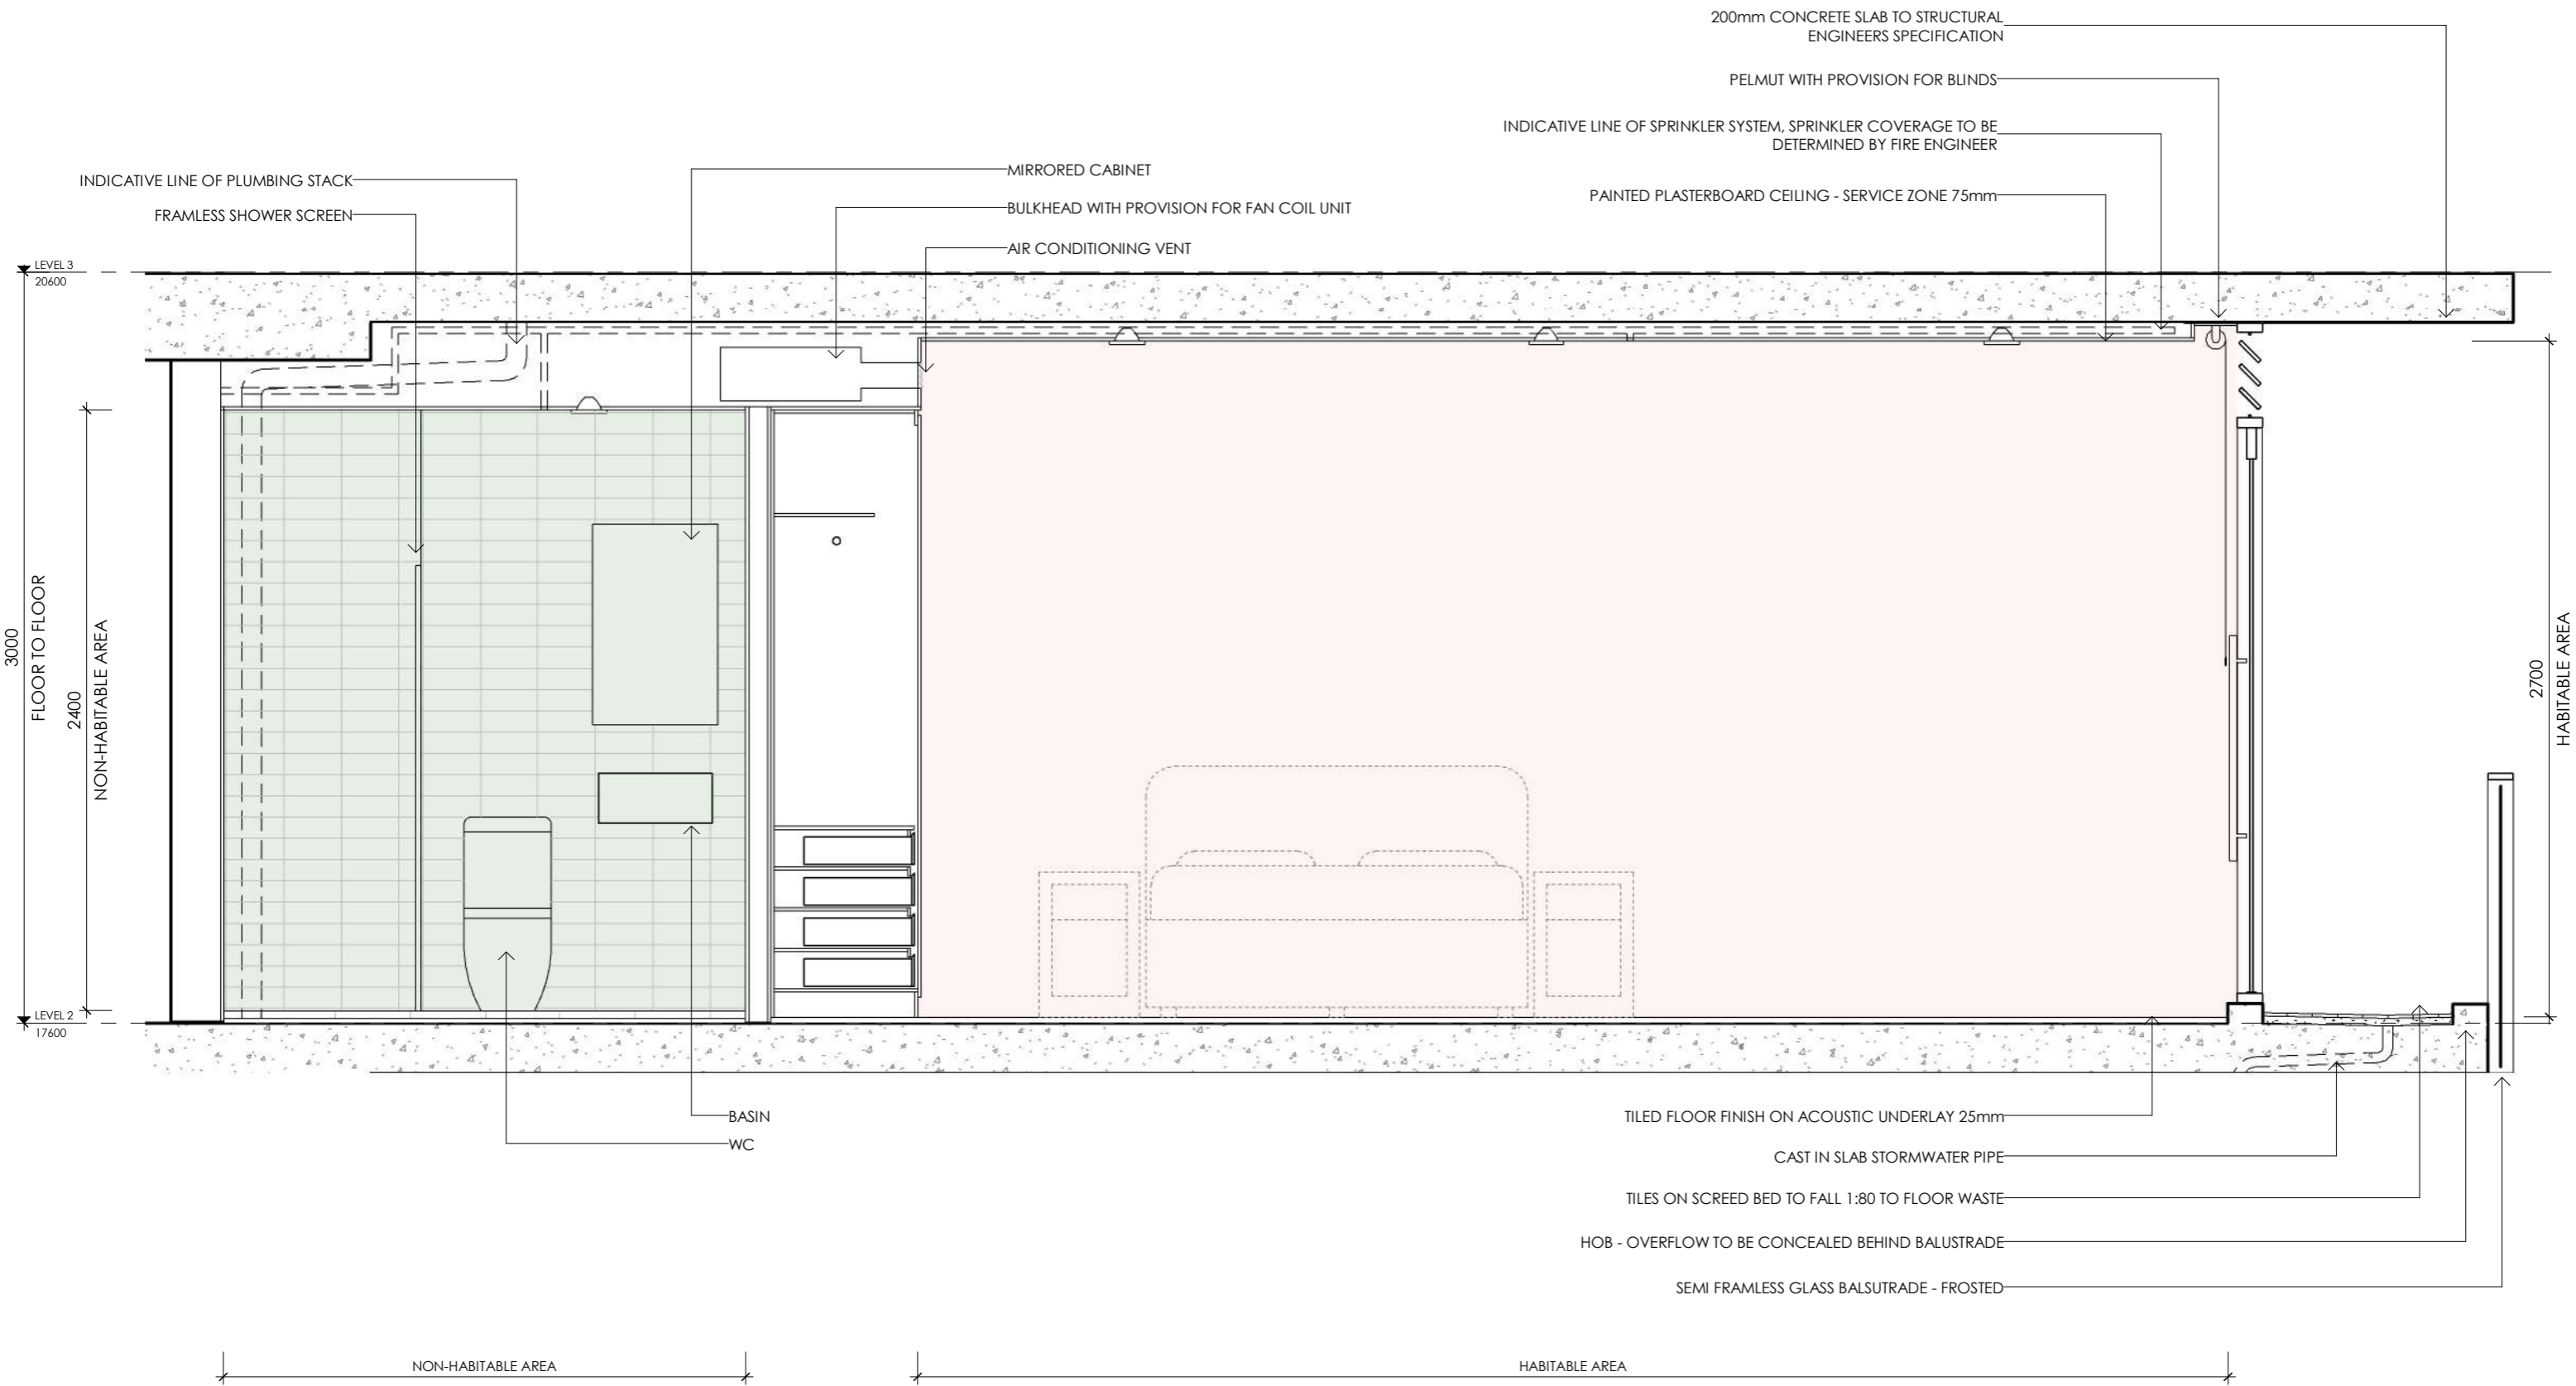 200mm CONCRETE SLAB TO STRUCTURAL
ENGINEERS SPECIFICATION
PELMUT WITH PROVISION FOR BLINDS
INDICATIVE LINE OF SPRINKLER SYSTEM, SPRINKLER COVERAGE TO BE
DETERMINED BY FIRE ENGINEER
MIRRORED CABINET
INDICATIVE LINE OF PLUMBING STACK
PAINTED PLASTERBOARD CEILING - SERVICE ZONE 75mm
BULKHEAD WITH PROVISION FOR FAN COIL UNIT
FRAMLESS SHOWER SCREEN
AIR CONDITIONING VENT
LEVEL 3
20600
3000
FLOOR TO FLOOR
2400
NON-HABITABLE AREA
2700
HABITABLE AREA
LEVEL 2
17600
BASIN
WC
TILED FLOOR FINISH ON ACOUSTIC UNDERLAY 25mm
CAST IN SLAB STORMWATER PIPE
TILES ON SCREED BED TO FALL 1:80 TO FLOOR WASTE
HOB - OVERFLOW TO BE CONCEALED BEHIND BALUSTRADE
SEMI FRAMLESS GLASS BALSUTRADE - FROSTED
NON-HABITABLE AREA
HABITABLE AREA